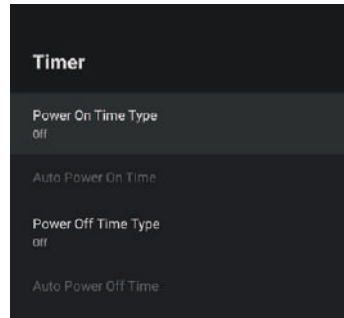 Timer
Power On Time Type
Off
Auto Power On Time
Power Off Time Type
Off
Auto Power Off Time